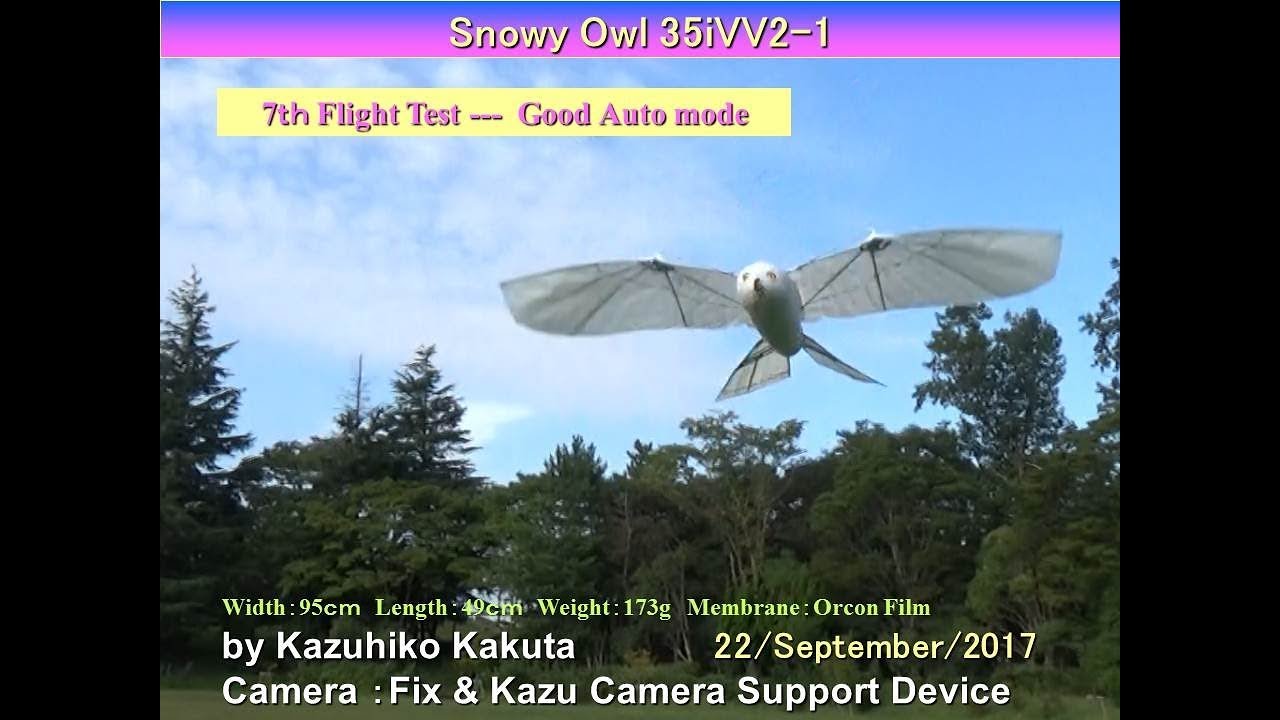 Snowy Owl 35iVV2-1
7th Flight Test --- Good Auto mode
Width：95cm Length：49cm Weight：173g Membrane：Orcon Film
by Kazuhiko Kakuta 22/September/2017
Camera：Fix & Kazu Camera Support Device